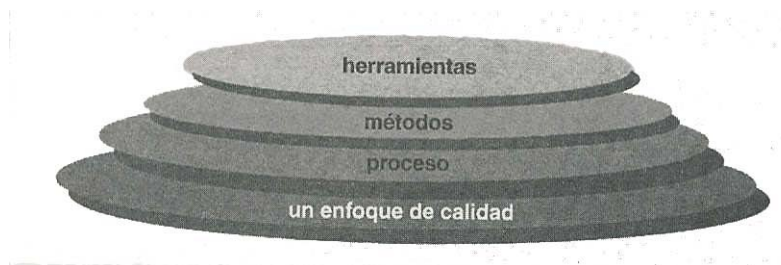 herramientas
métodos
proceso
un enfoque de calidad